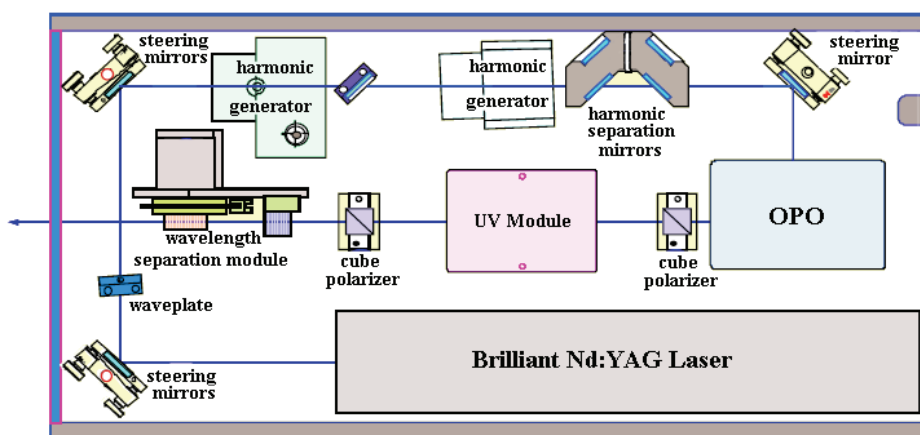 steering
mirrors
harmonic
generator
harmonic
generator
harmonic
separation
mirrors
steering
mirror
wavelength
separation module
cube
polarizer
UV Module
cube
polarizer
OPO
waveplate
steering
mirrors
Brilliant Nd:YAG Laser